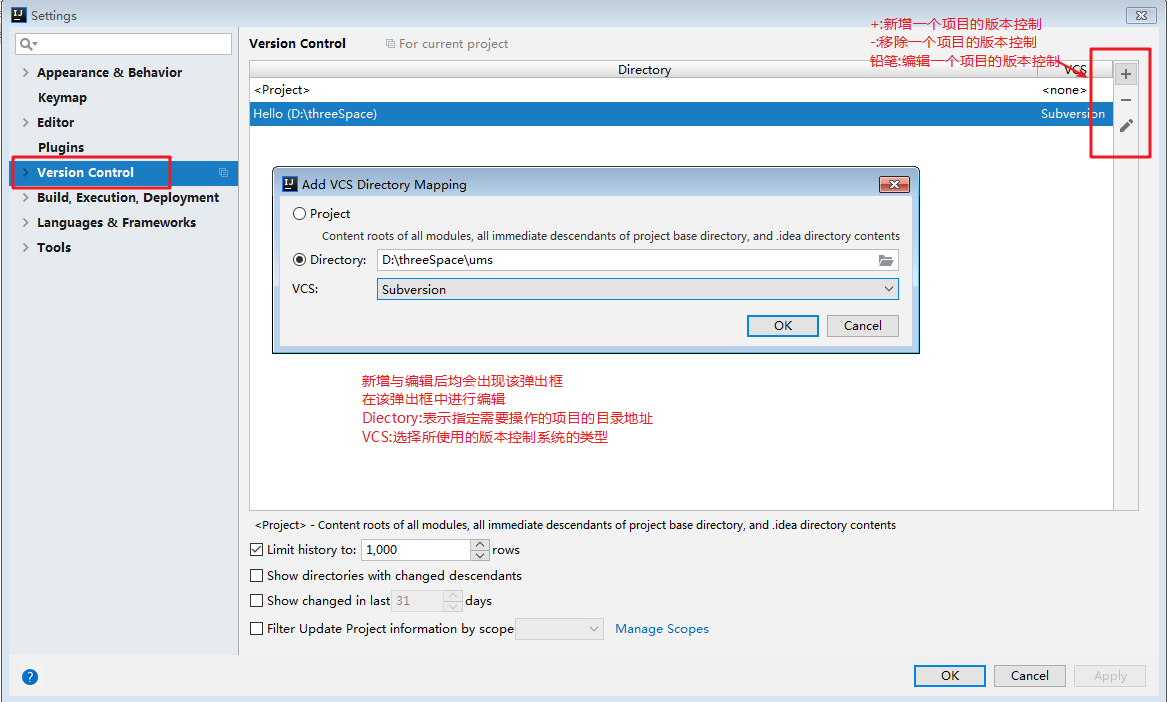 Settings
+:新增一个项目的版本控制
-:移除一个项目的版本控制
铅笔:编辑一个项目的版本控制
Appearance & Behavior
Keymap
Editor
Plugins
Version Control
Build, Execution, Deployment
Languages & Frameworks
Tools
Version Control For current project
Directory VCS
<Project> <none>
Hello (D:\threeSpace) Subversion
Add VCS Directory Mapping
Project
Content roots of all modules, all immediate descendants of project base directory, and .idea directory contents
Directory: D:\threeSpace\ums
VCS: Subversion
OK Cancel
新增与编辑后均会出现该弹出框
在该弹出框中进行编辑
Diectory:表示指定需要操作的项目的目录地址
VCS:选择所使用的版本控制系统的类型
<Project> - Content roots of all modules, all immediate descendants of project base directory, and .idea directory contents
Limit history to: 1,000 rows
Show directories with changed descendants
Show changed in last 31 days
Filter Update Project information by scope Manage Scopes
OK Cancel Apply